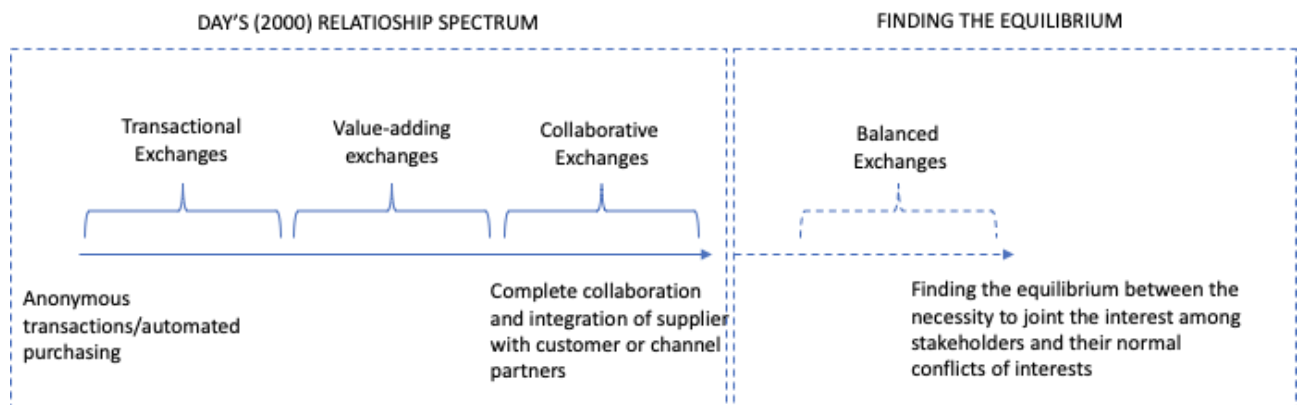 DAY'S (2000) RELATIOSHIP SPECTRUM
FINDING THE EQUILIBRIUM
Transactional
Exchanges
Value-adding
exchanges
Collaborative
Exchanges
Balanced
Exchanges
Anonymous
transactions/automated
purchasing
Complete collaboration
and integration of supplier
with customer or channel
partners
Finding the equilibrium between the
necessity to joint the interest among
stakeholders and their normal
conflicts of interests